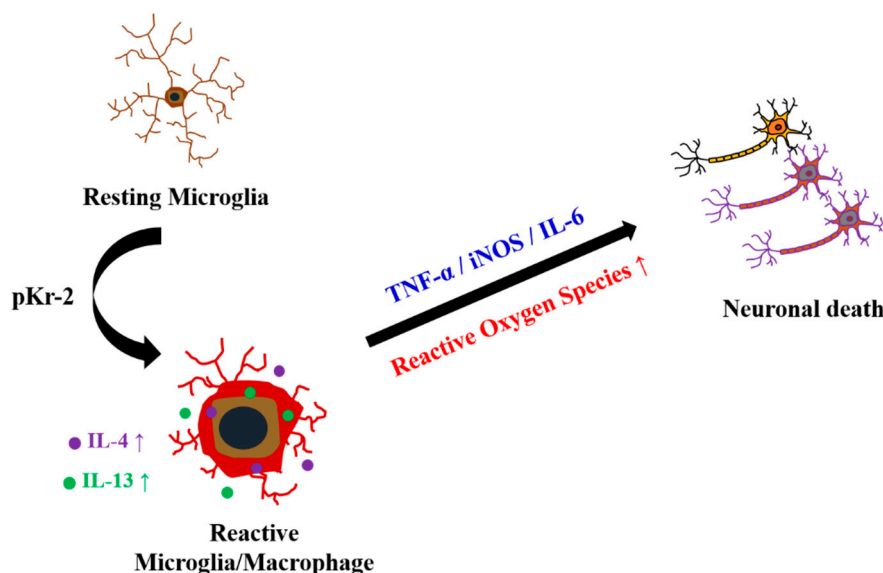 Resting Microglia
pKr-2
TNF-α / iNOS / IL-6
Reactive Oxygen Species ↑
Neuronal death
IL-4 ↑
IL-13 ↑
Reactive
Microglia/Macrophage